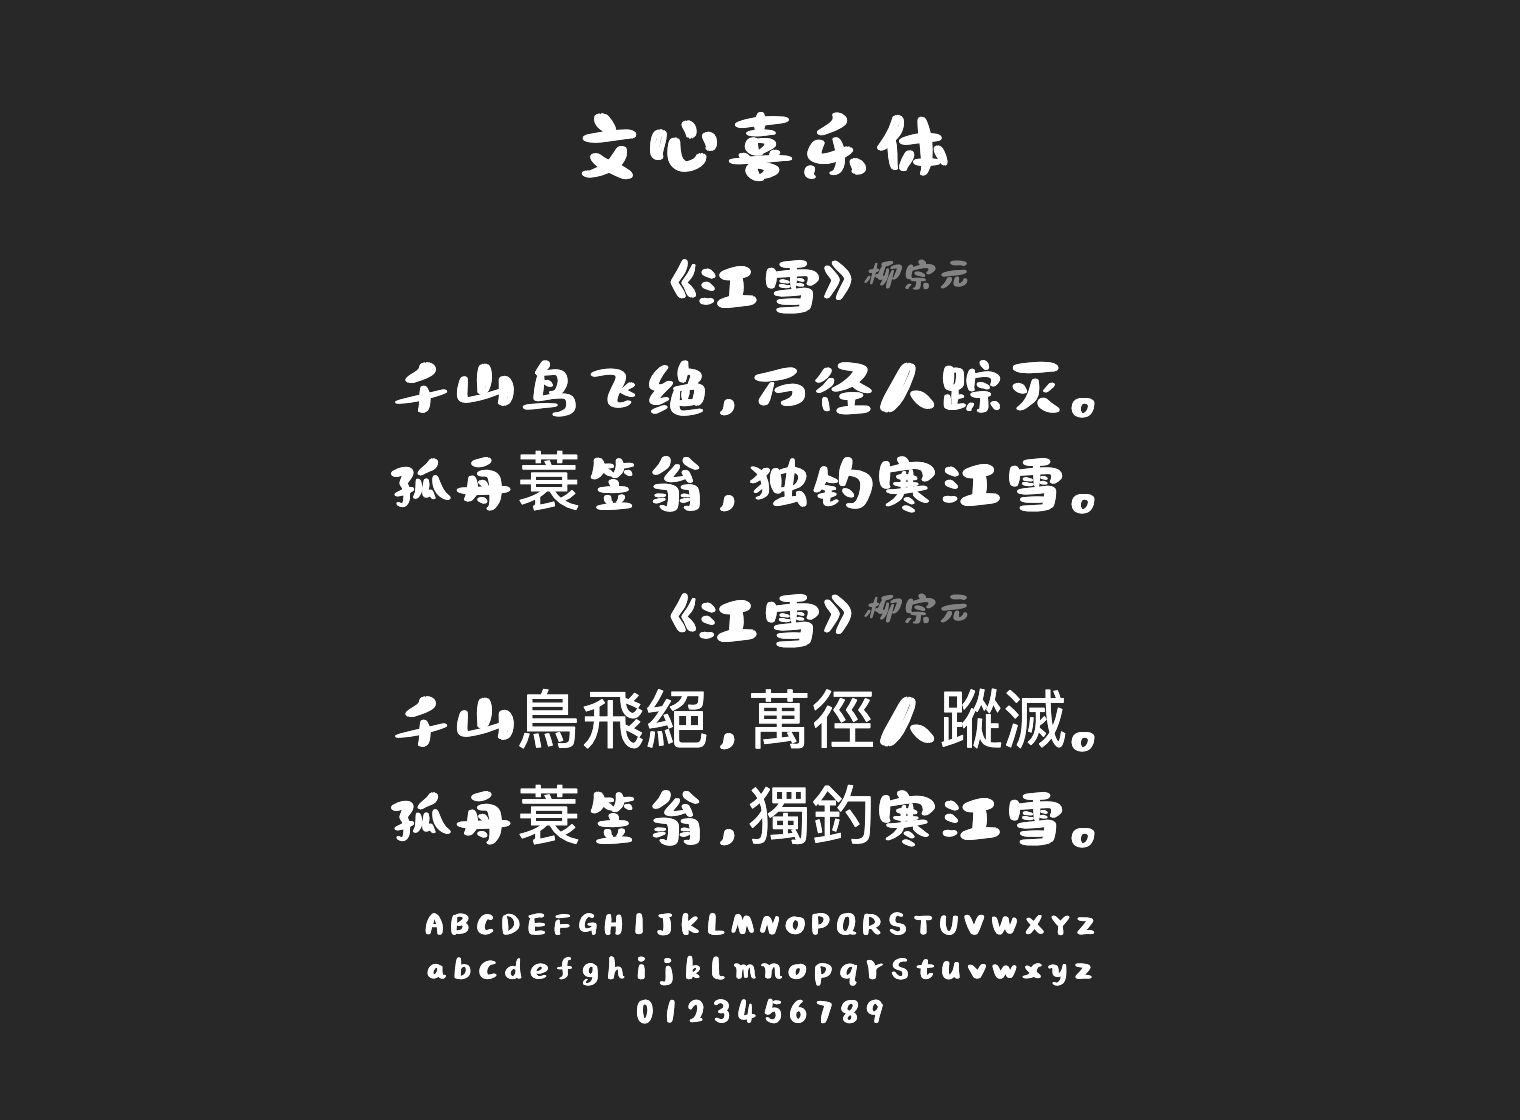 文心喜乐体
《江雪》柳宗元
千山鸟飞绝,万径人踪灭。
孤舟蓑笠翁,独钓寒江雪。
《江雪》柳宗元
千山鳥飛絕,萬徑人蹤滅。
孤舟蓑笠翁,獨釣寒江雪。
ABCDEFGHIJKLMNOPQRSTUVWXYZ
abcdefghijklmnopqrstuvwxyz
0123456789